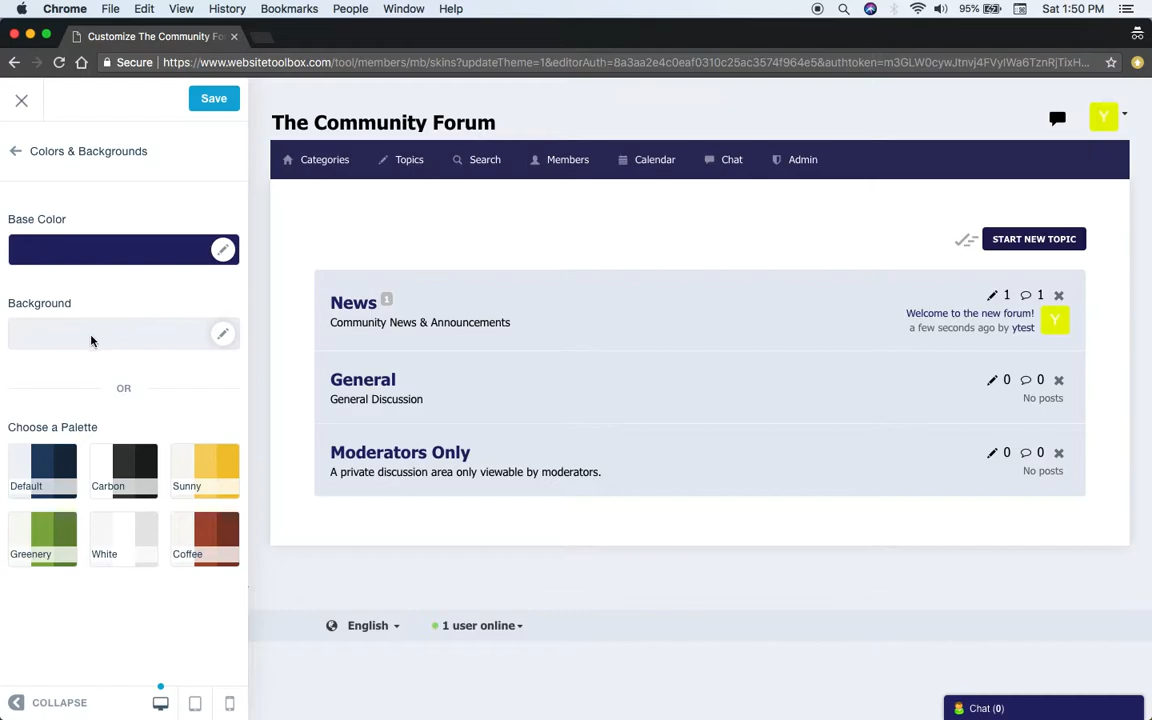 Chrome File Edit View History Bookmarks People Window Help 95% Sat 1:50 PM
Customize The Community Fo
Secure https://www.websitetoolbox.com/tool/members/mb/skins?updateTheme=1&editorAuth=8a3aa2e4c0eaf0310c25ac3574f964e5&authtoken=m3GLW0cywJtnvj4FVyIWa6TznRjTixH...
Save
Colors & Backgrounds
Base Color
Background
OR
Choose a Palette
Default Carbon Sunny
Greenery White Coffee
COLLAPSE
The Community Forum
Y
Categories Topics Search Members Calendar Chat Admin
START NEW TOPIC
News 1
Community News & Announcements
1 1
Welcome to the new forum!
a few seconds ago by ytest
Y
General
General Discussion
0 0
No posts
Moderators Only
A private discussion area only viewable by moderators.
0 0
No posts
English 1 user online
Chat (0)